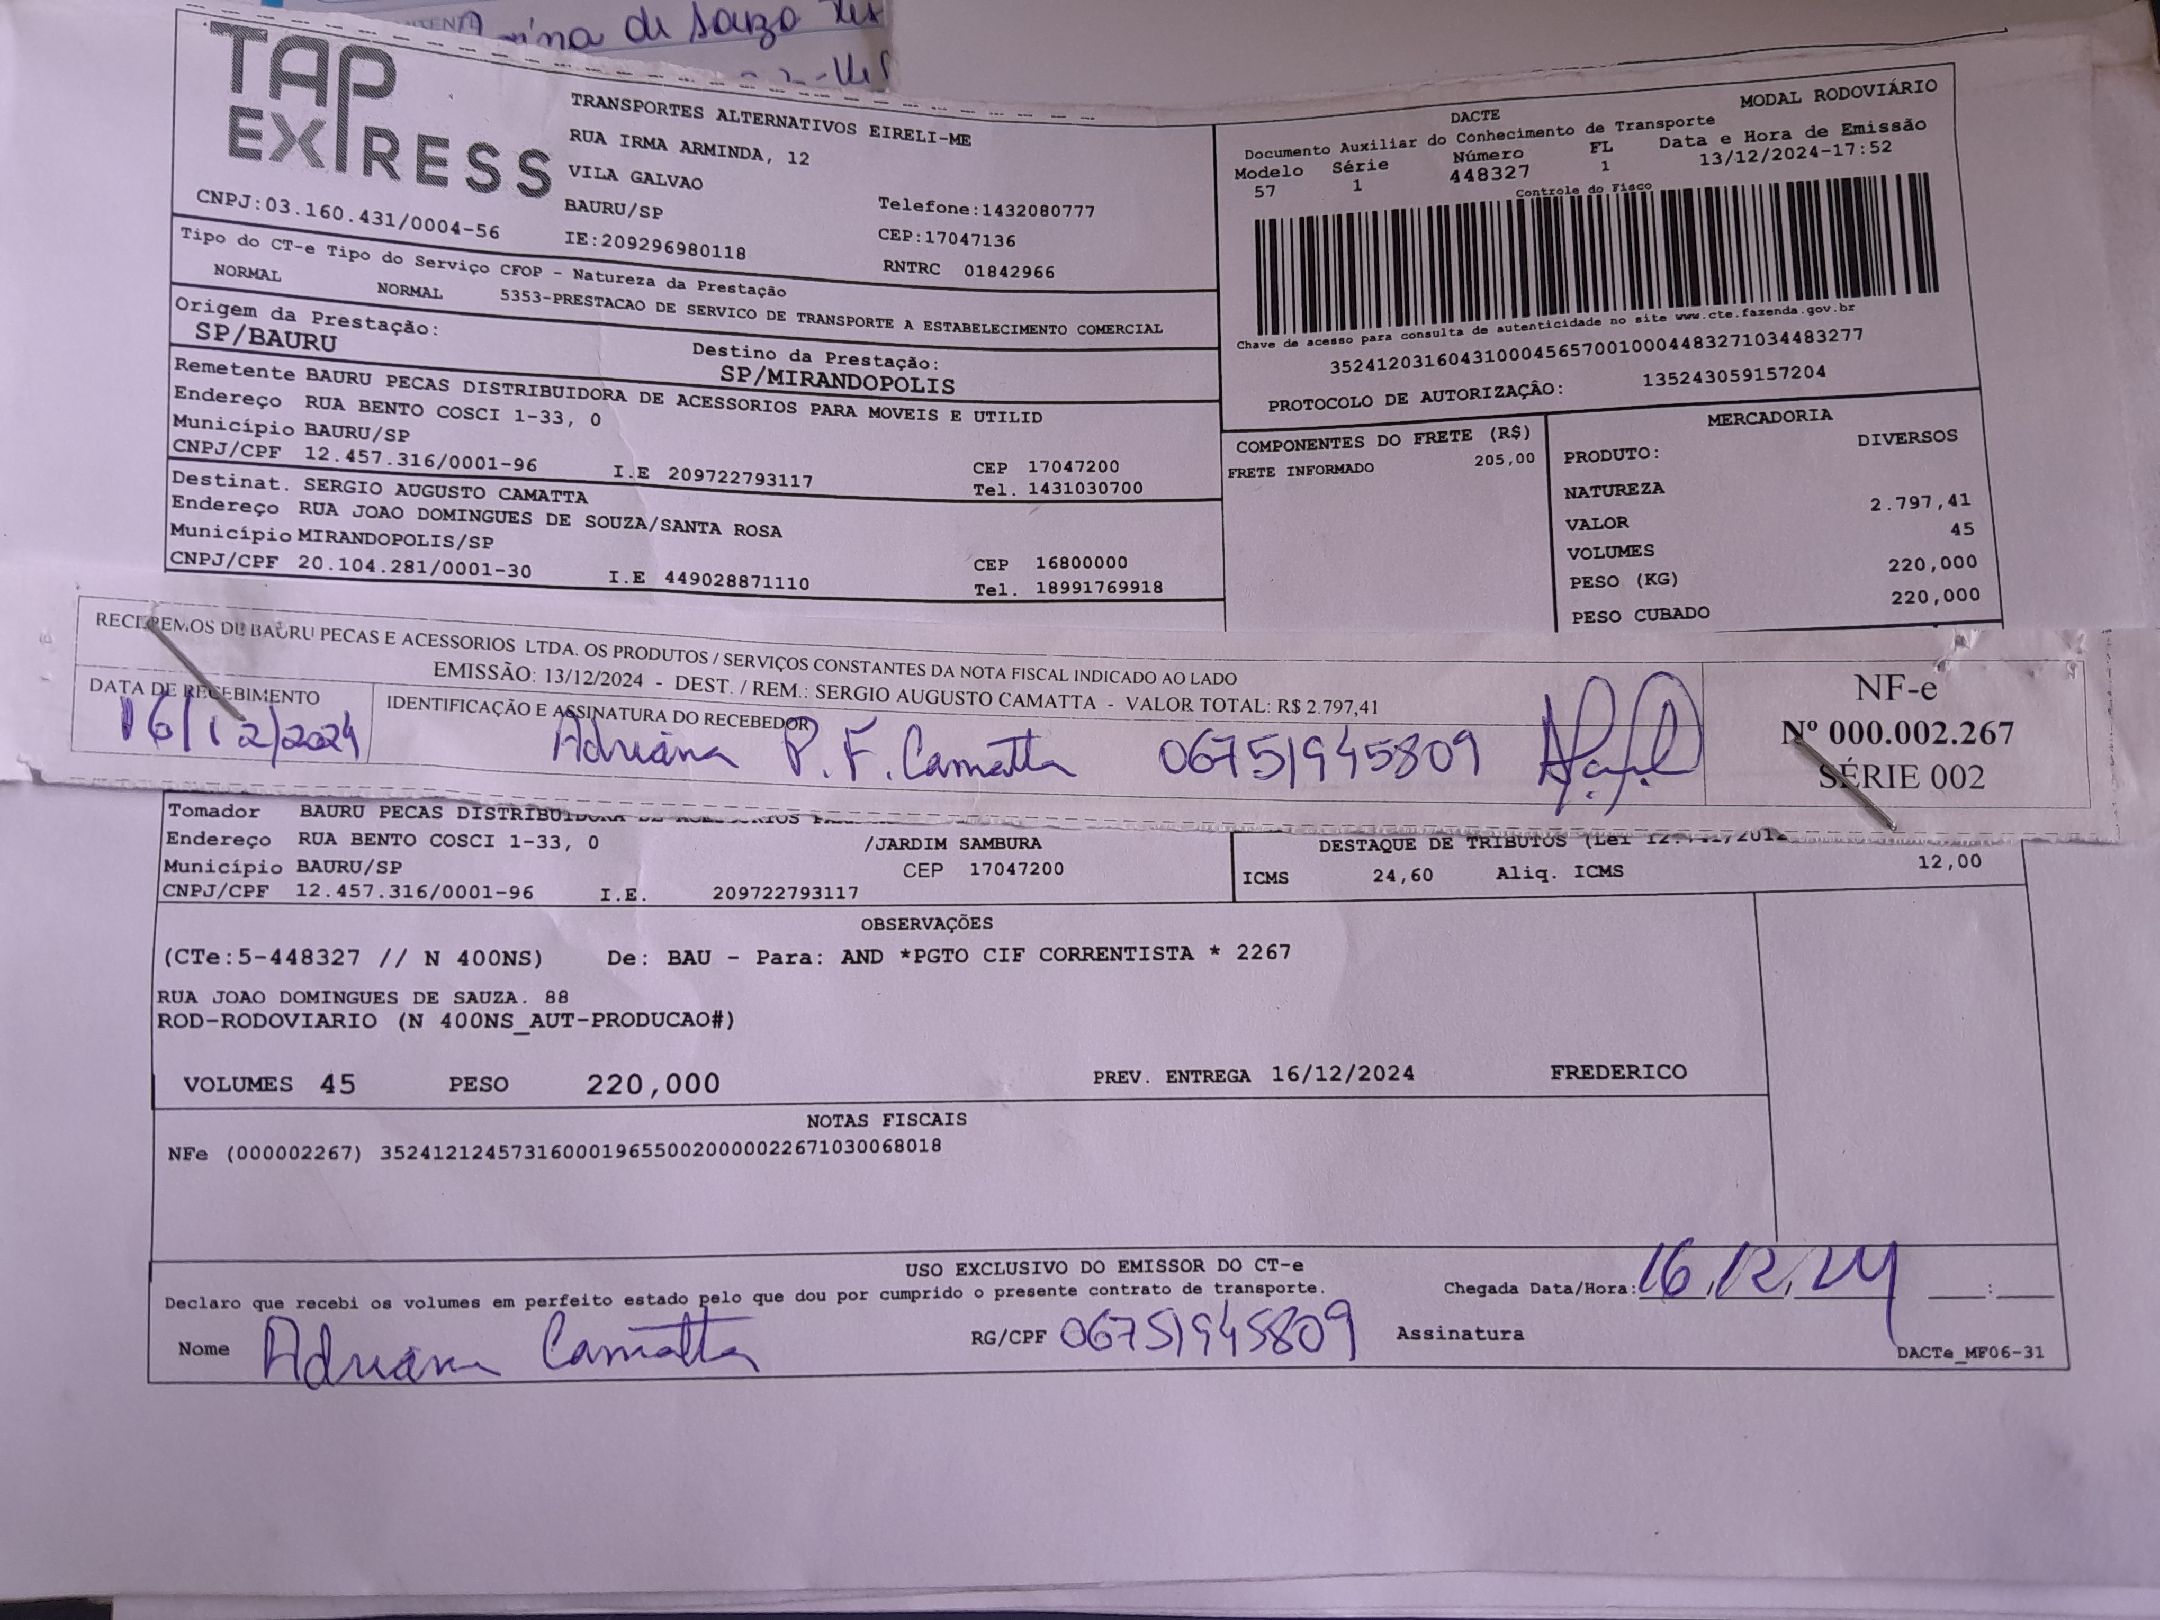 de Souza
TAP
EXPRESS
CNPJ:03.160.431/0004-56
TRANSPORTES ALTERNATIVOS EIRELI-ME
RUA IRMA ARMINDA, 12
VILA GALVAO
BAURU/SP
IE:209296980118
Telefone:1432080777
CEP:17047136
RNTRC 01842966
DACTE
MODAL RODOVIÁRIO
Documento Auxiliar do Conhecimento de Transporte
Modelo Série Número FL Data e Hora de Emissão
57 1 448327 1 13/12/2024-17:52
Controle do Fisco
Chave de acesso para consulta de autenticidade no site www.cte.fazenda.gov.br
35241203160431000456570010004483271034483277
PROTOCOLO DE AUTORIZAÇÃO: 135243059157204
Tipo do CT-e Tipo do Serviço CFOP - Natureza da Prestação
NORMAL NORMAL 5353-PRESTACAO DE SERVICO DE TRANSPORTE A ESTABELECIMENTO COMERCIAL
Origem da Prestação: Destino da Prestação:
SP/BAURU SP/MIRANDOPOLIS
Remetente BAURU PECAS DISTRIBUIDORA DE ACESSORIOS PARA MOVEIS E UTILID
Endereço RUA BENTO COSCI 1-33, 0
Município BAURU/SP CEP 17047200
CNPJ/CPF 12.457.316/0001-96 I.E 209722793117 Tel. 1431030700
Destinat. SERGIO AUGUSTO CAMATTA
Endereço RUA JOAO DOMINGUES DE SOUZA/SANTA ROSA
Município MIRANDOPOLIS/SP CEP 16800000
CNPJ/CPF 20.104.281/0001-30 I.E 449028871110 Tel. 18991769918
COMPONENTES DO FRETE (R$)
FRETE INFORMADO 205,00
MERCADORIA
PRODUTO: DIVERSOS
NATUREZA
VALOR 2.797,41
VOLUMES 45
PESO (KG) 220,000
PESO CUBADO 220,000
RECEBEMOS DE BAURU PECAS E ACESSORIOS LTDA. OS PRODUTOS / SERVIÇOS CONSTANTES DA NOTA FISCAL INDICADO AO LADO
EMISSÃO: 13/12/2024 - DEST. / REM.: SERGIO AUGUSTO CAMATTA - VALOR TOTAL: R$ 2.797,41
DATA DE RECEBIMENTO
16/12/2024
IDENTIFICAÇÃO E ASSINATURA DO RECEBEDOR
Adriana P. F. Camatta 06751945809
NF-e
Nº 000.002.267
SÉRIE 002
Tomador BAURU PECAS DISTRIBUIDORA DE ACESSORIOS
Endereço RUA BENTO COSCI 1-33, 0 /JARDIM SAMBURA
Município BAURU/SP CEP 17047200
CNPJ/CPF 12.457.316/0001-96 I.E. 209722793117
DESTAQUE DE TRIBUTOS (Lei
ICMS 24,60 Aliq. ICMS 12,00
OBSERVAÇÕES
(CTe:5-448327 // N 400NS) De: BAU - Para: AND *PGTO CIF CORRENTISTA * 2267
RUA JOAO DOMINGUES DE SAUZA. 88
ROD-RODOVIARIO (N 400NS_AUT-PRODUCAO#)
VOLUMES 45 PESO 220,000 PREV. ENTREGA 16/12/2024 FREDERICO
NOTAS FISCAIS
NFe (000002267) 35241212457316000196550020000022671030068018
USO EXCLUSIVO DO EMISSOR DO CT-e
Declaro que recebi os volumes em perfeito estado pelo que dou por cumprido o presente contrato de transporte. Chegada Data/Hora: 16,12,24 :
Nome Adriana Camatta RG/CPF 06751945809 Assinatura
DACTe_MF06-31